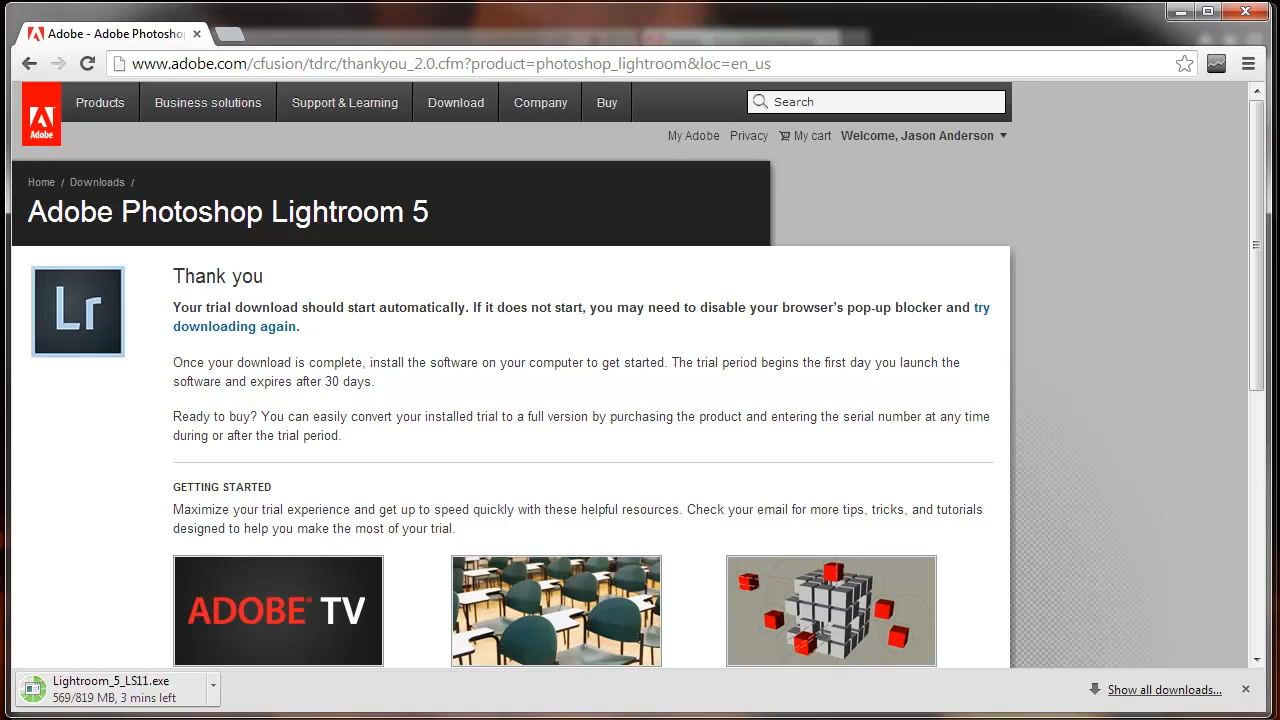 Adobe - Adobe Photosho
www.adobe.com/cfusion/tdrc/thankyou_2.0.cfm?product=photoshop_lightroom&loc=en_us
Adobe
Products Business solutions Support & Learning Download Company Buy Search
My Adobe Privacy My cart Welcome, Jason Anderson
Home / Downloads /
Adobe Photoshop Lightroom 5
Lr
Thank you
Your trial download should start automatically. If it does not start, you may need to disable your browser's pop-up blocker and try
downloading again.
Once your download is complete, install the software on your computer to get started. The trial period begins the first day you launch the
software and expires after 30 days.
Ready to buy? You can easily convert your installed trial to a full version by purchasing the product and entering the serial number at any time
during or after the trial period.
GETTING STARTED
Maximize your trial experience and get up to speed quickly with these helpful resources. Check your email for more tips, tricks, and tutorials
designed to help you make the most of your trial.
ADOBE® TV
Lightroom_5_LS11.exe
569/819 MB, 3 mins left
Show all downloads...